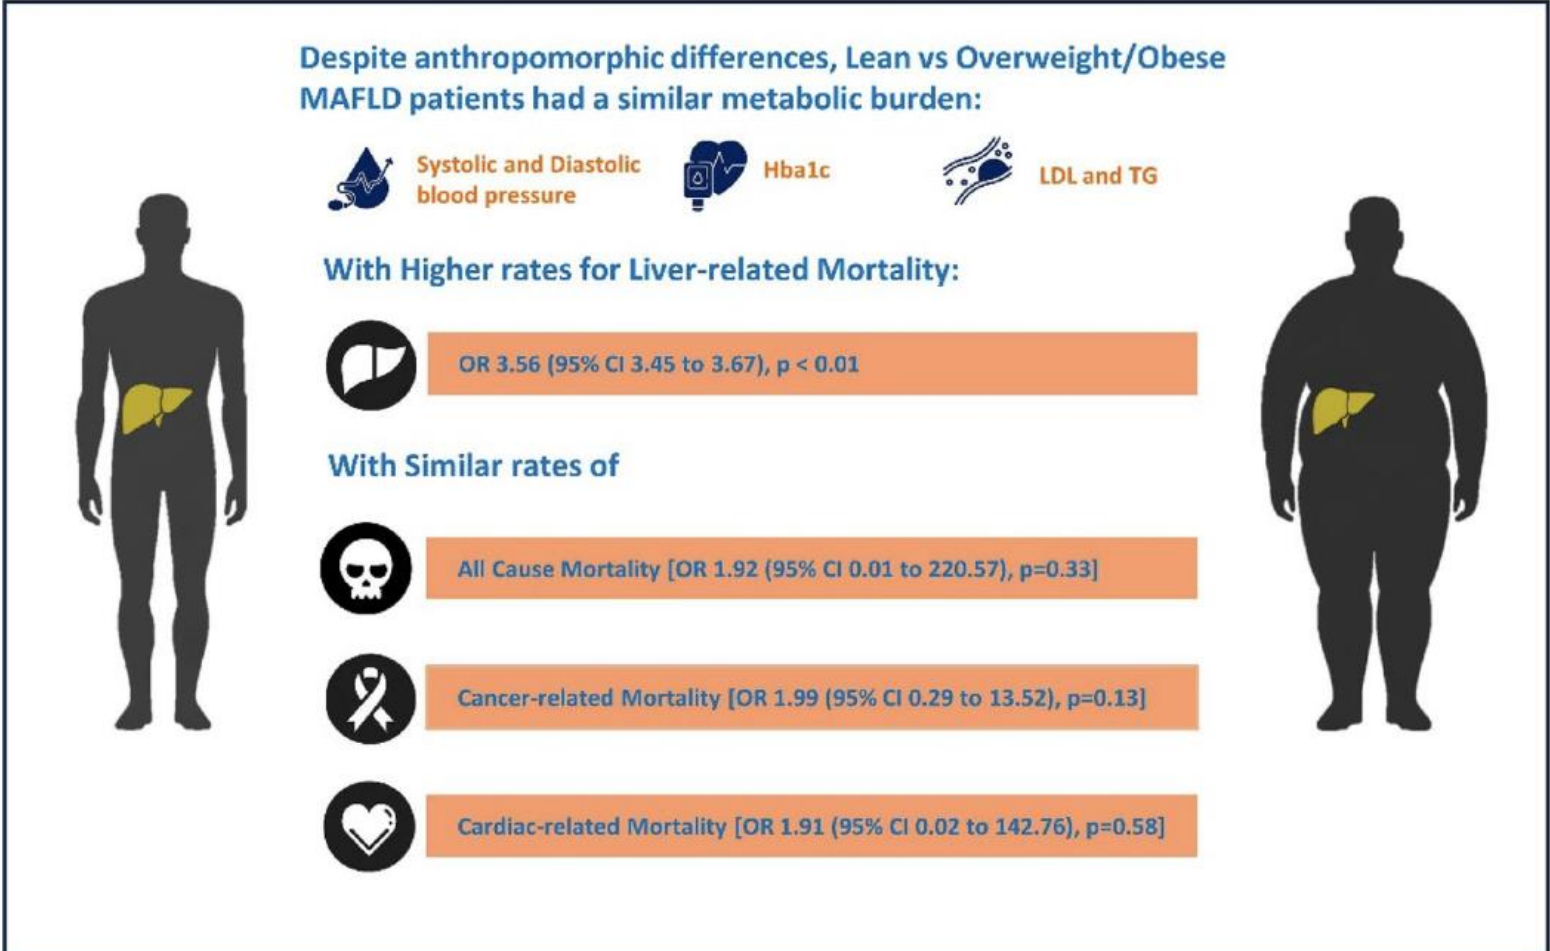 Despite anthropomorphic differences, Lean vs Overweight/Obese
MAFLD patients had a similar metabolic burden:
Systolic and Diastolic
blood pressure
Hba1c
LDL and TG
With Higher rates for Liver-related Mortality:
OR 3.56 (95% CI 3.45 to 3.67), p < 0.01
With Similar rates of
All Cause Mortality [OR 1.92 (95% CI 0.01 to 220.57), p=0.33]
Cancer-related Mortality [OR 1.99 (95% CI 0.29 to 13.52), p=0.13]
Cardiac-related Mortality [OR 1.91 (95% CI 0.02 to 142.76), p=0.58]